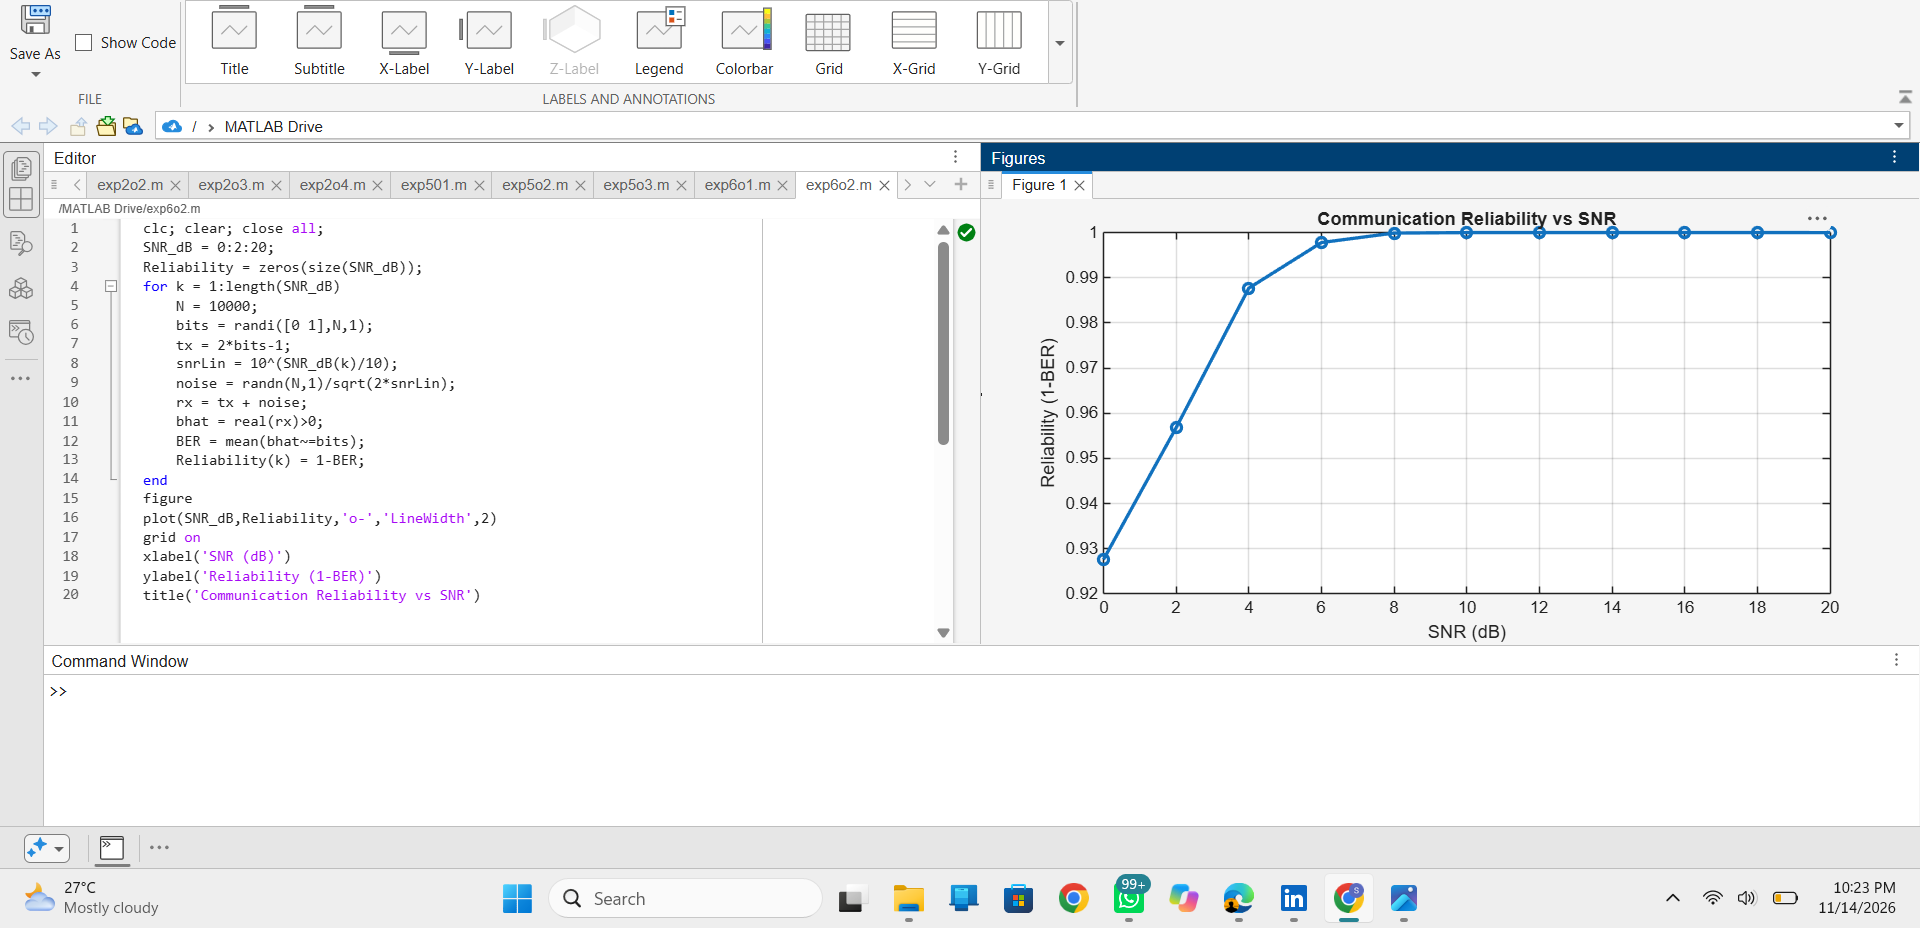 Save As
Show Code
FILE
Title
Subtitle
X-Label
Y-Label
Z-Label
Legend
Colorbar
Grid
X-Grid
Y-Grid
LABELS AND ANNOTATIONS
/ › MATLAB Drive
Editor
exp2o2.m
exp2o3.m
exp2o4.m
exp501.m
exp5o2.m
exp5o3.m
exp6o1.m
exp6o2.m
/MATLAB Drive/exp6o2.m
1 clc; clear; close all;
2 SNR_dB = 0:2:20;
3 Reliability = zeros(size(SNR_dB));
4 for k = 1:length(SNR_dB)
5 N = 10000;
6 bits = randi([0 1],N,1);
7 tx = 2*bits-1;
8 snrLin = 10^(SNR_dB(k)/10);
9 noise = randn(N,1)/sqrt(2*snrLin);
10 rx = tx + noise;
11 bhat = real(rx)>0;
12 BER = mean(bhat~=bits);
13 Reliability(k) = 1-BER;
14 end
15 figure
16 plot(SNR_dB,Reliability,'o-','LineWidth',2)
17 grid on
18 xlabel('SNR (dB)')
19 ylabel('Reliability (1-BER)')
20 title('Communication Reliability vs SNR')
Figures
Figure 1
Communication Reliability vs SNR
Reliability (1-BER)
1
0.99
0.98
0.97
0.96
0.95
0.94
0.93
0.92
0 2 4 6 8 10 12 14 16 18 20
SNR (dB)
Command Window
>>
27°C
Mostly cloudy
Search
99+
in
S
10:23 PM
11/14/2026